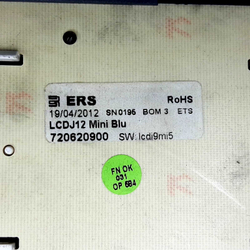 ERS RoHS
19/04/2012 SN0196 BOM 3 ETS
LCDJ12 Mini Blu
720620900 SW: lcdj9mi5
FN OK
031
OP 684